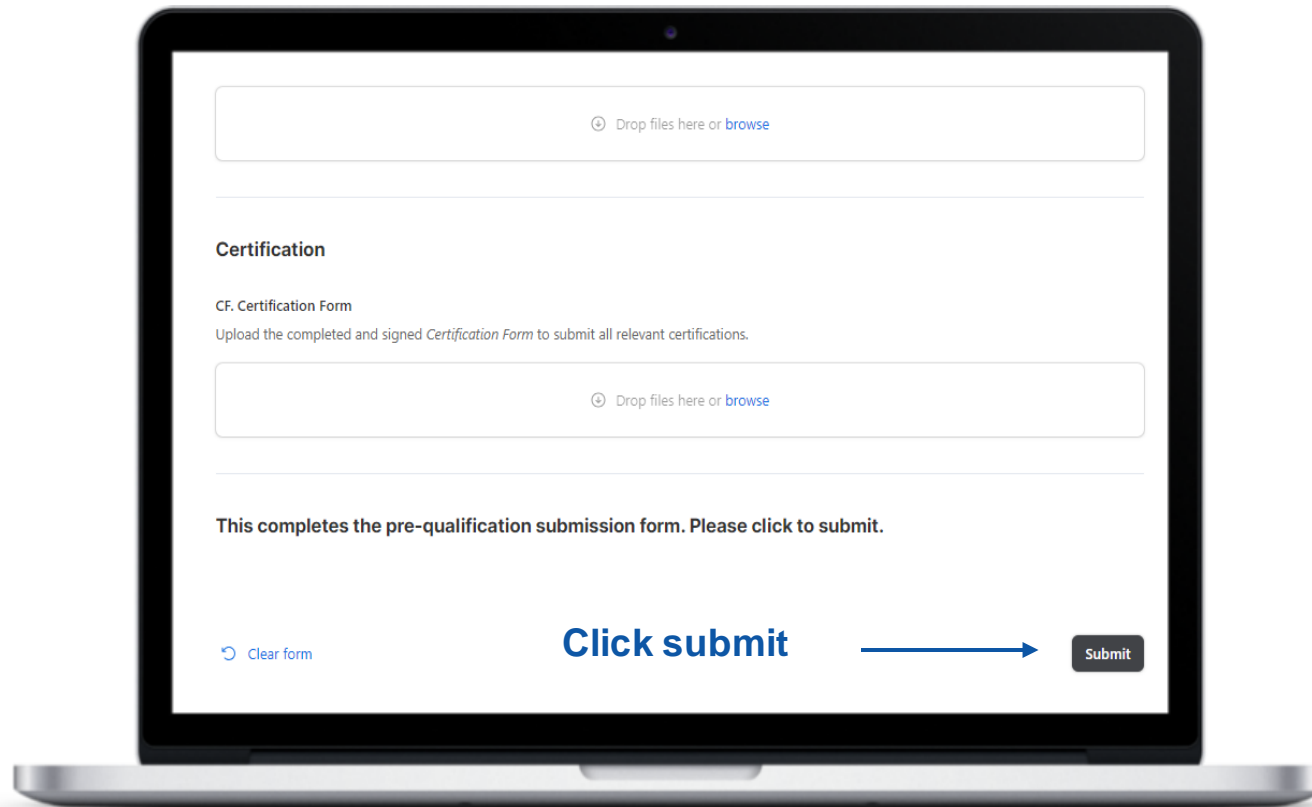 Drop files here or browse
Certification
CF. Certification Form
Upload the completed and signed Certification Form to submit all relevant certifications.
Drop files here or browse
This completes the pre-qualification submission form. Please click to submit.
Clear form
Click submit
Submit